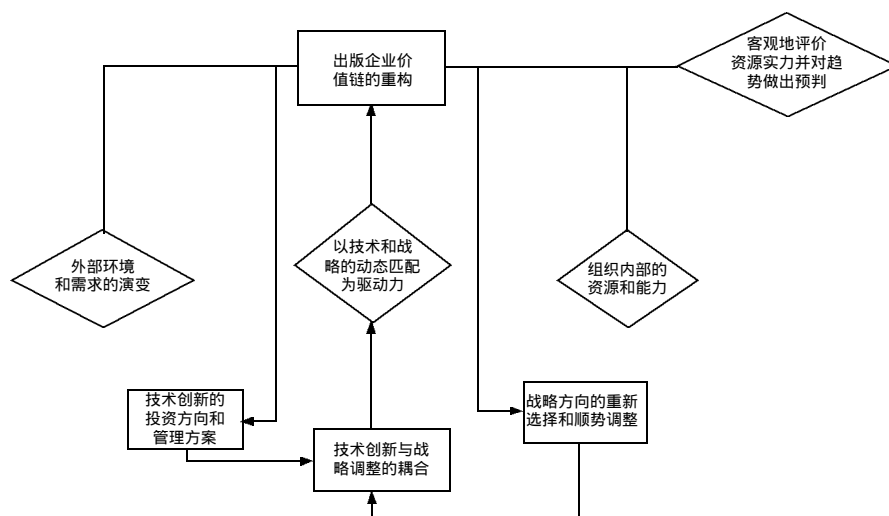 出版企业价
值链的重构
客观地评价
资源实力并对趋
势做出预判
外部环境
和需求的演变
以技术和战
略的动态匹配
为驱动力
组织内部的
资源和能力
技术创新的
投资方向和
管理方案
技术创新与战
略调整的耦合
战略方向的重新
选择和顺势调整